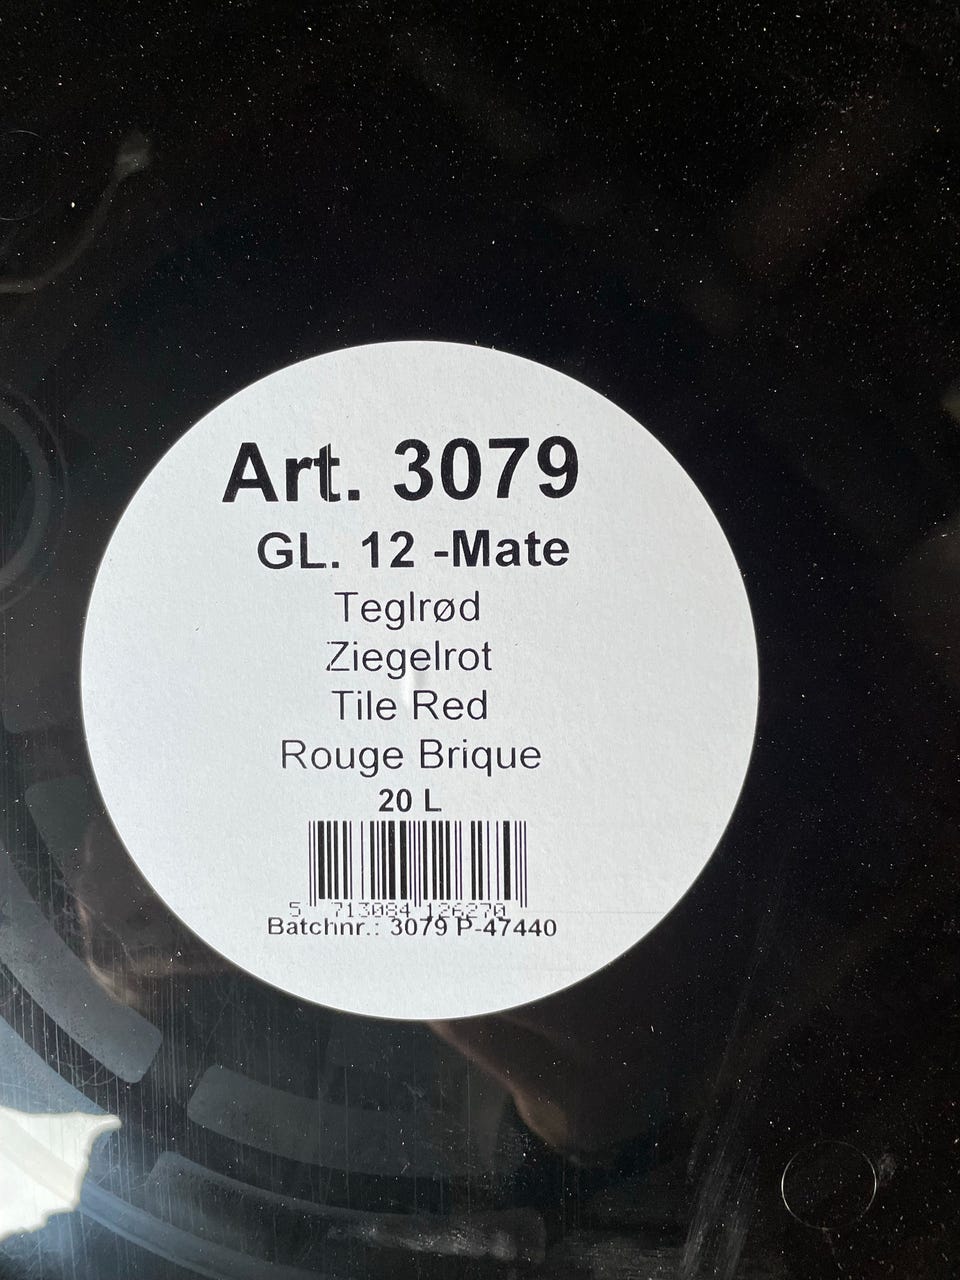 Art. 3079
GL. 12 -Mate
Teglrød
Ziegelrot
Tile Red
Rouge Brique
20 L
5 713084 126270
Batchnr.: 3079 P-47440